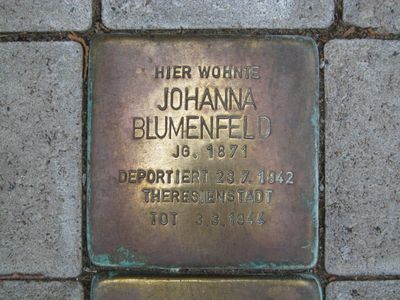 HIER WOHNTE
JOHANNA
BLUMENFELD
JG. 1871
DEPORTIERT 23.7.1942
THERESIENSTADT
TOT 3.3.1944